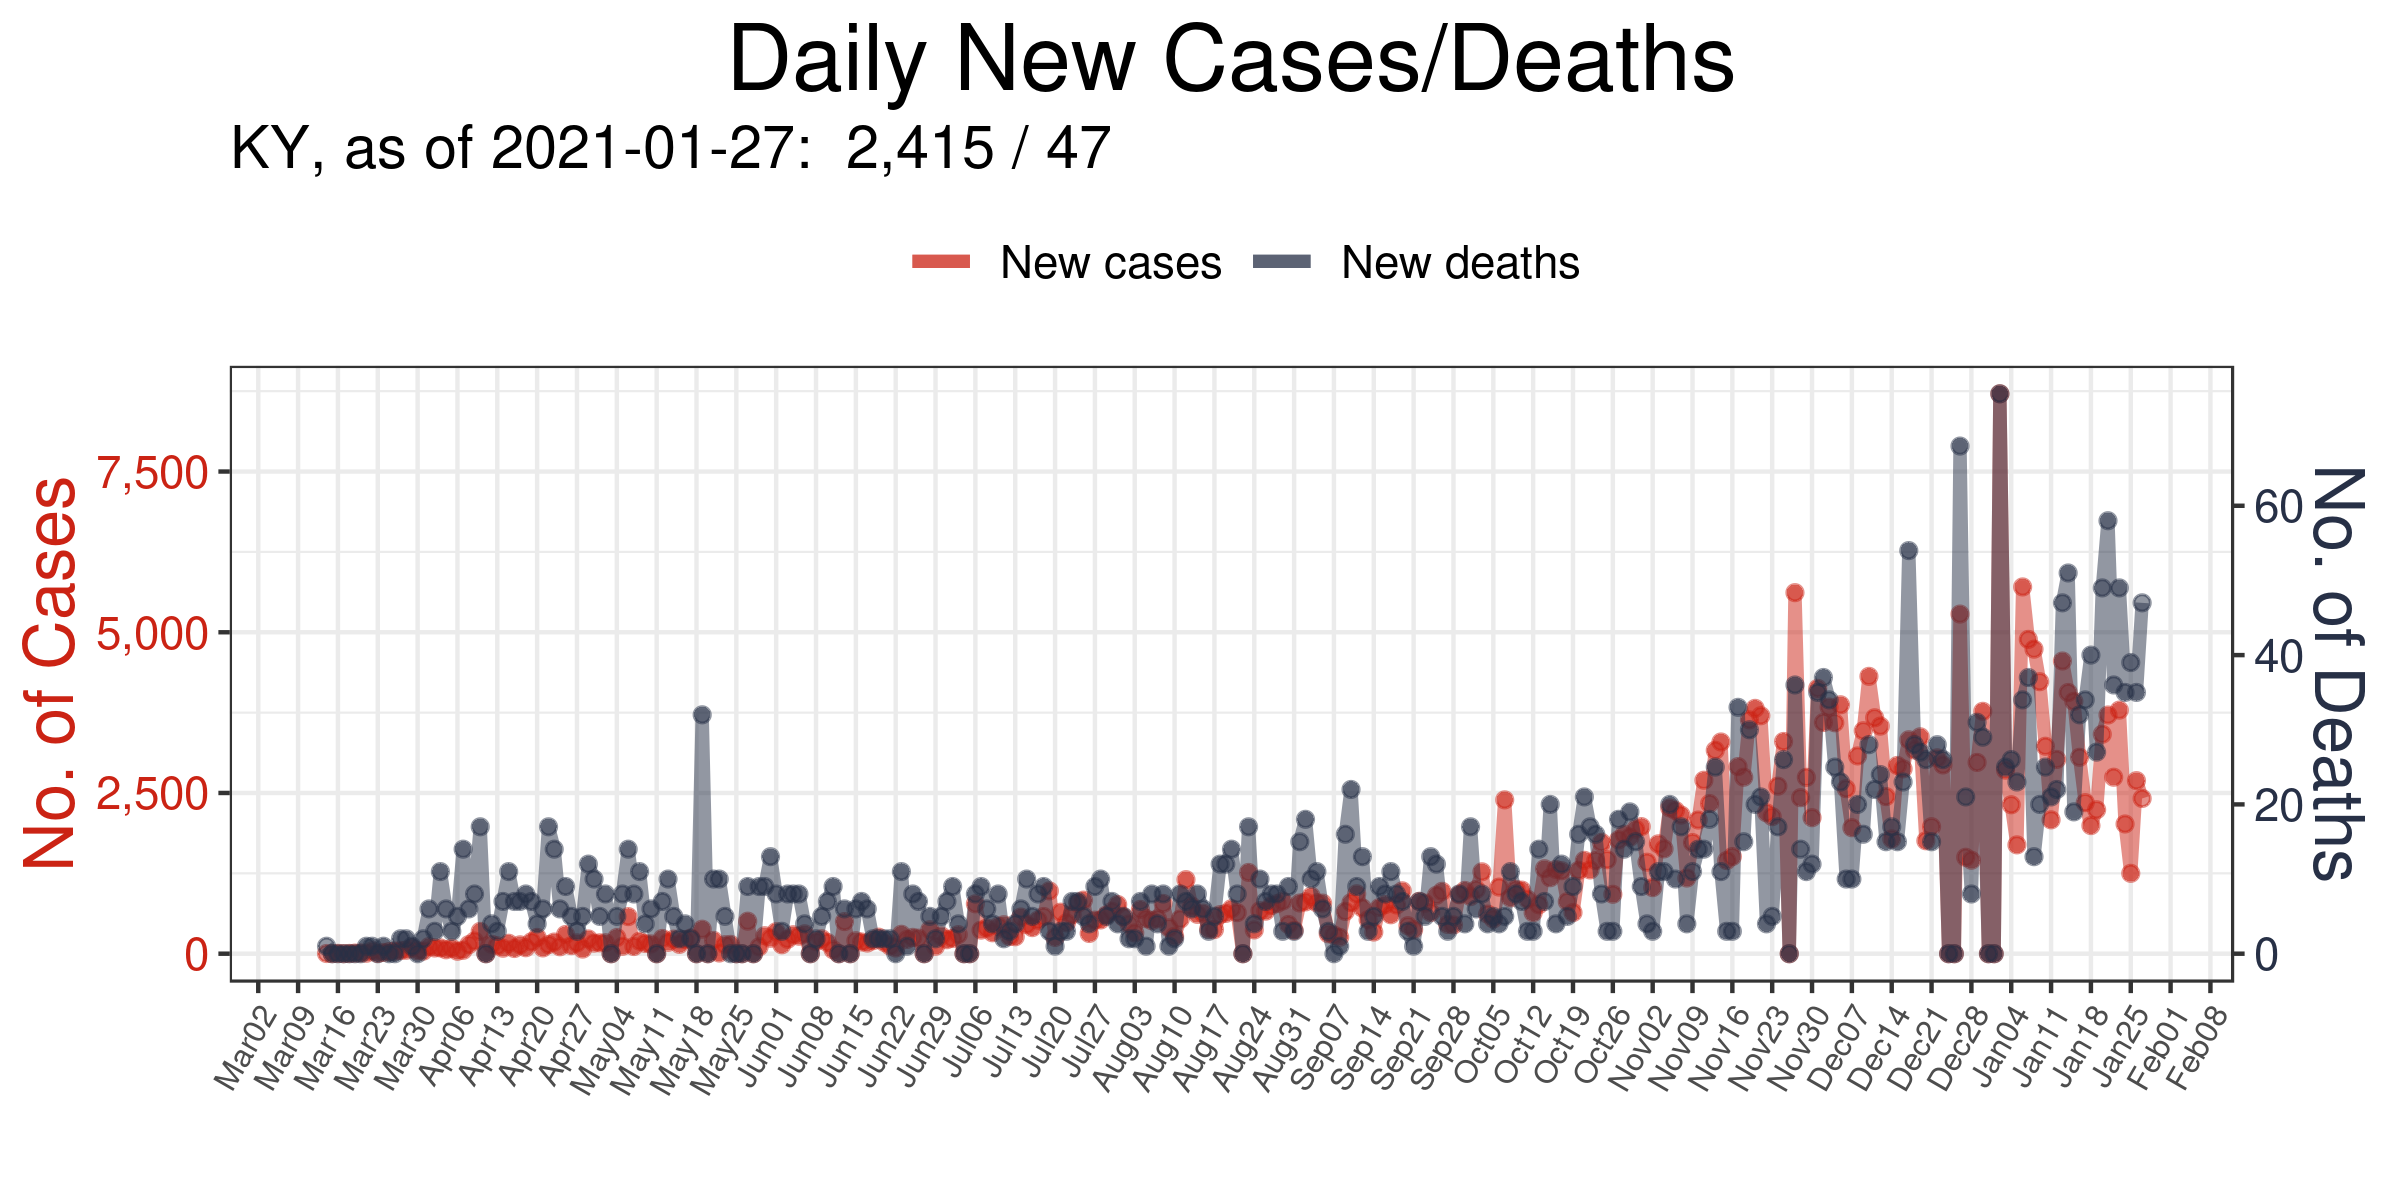 Daily New Cases/Deaths
KY, as of 2021-01-27:  2,415 / 47
New cases New deaths
No. of Cases
7,500
5,000
2,500
0
60
40
20
0
No. of Deaths
Mar02 Mar09 Mar16 Mar23 Mar30 Apr06 Apr13 Apr20 Apr27 May04 May11 May18 May25 Jun01 Jun08 Jun15 Jun22 Jun29 Jul06 Jul13 Jul20 Jul27 Aug03 Aug10 Aug17 Aug24 Aug31 Sep07 Sep14 Sep21 Sep28 Oct05 Oct12 Oct19 Oct26 Nov02 Nov09 Nov16 Nov23 Nov30 Dec07 Dec14 Dec21 Dec28 Jan04 Jan11 Jan18 Jan25 Feb01 Feb08